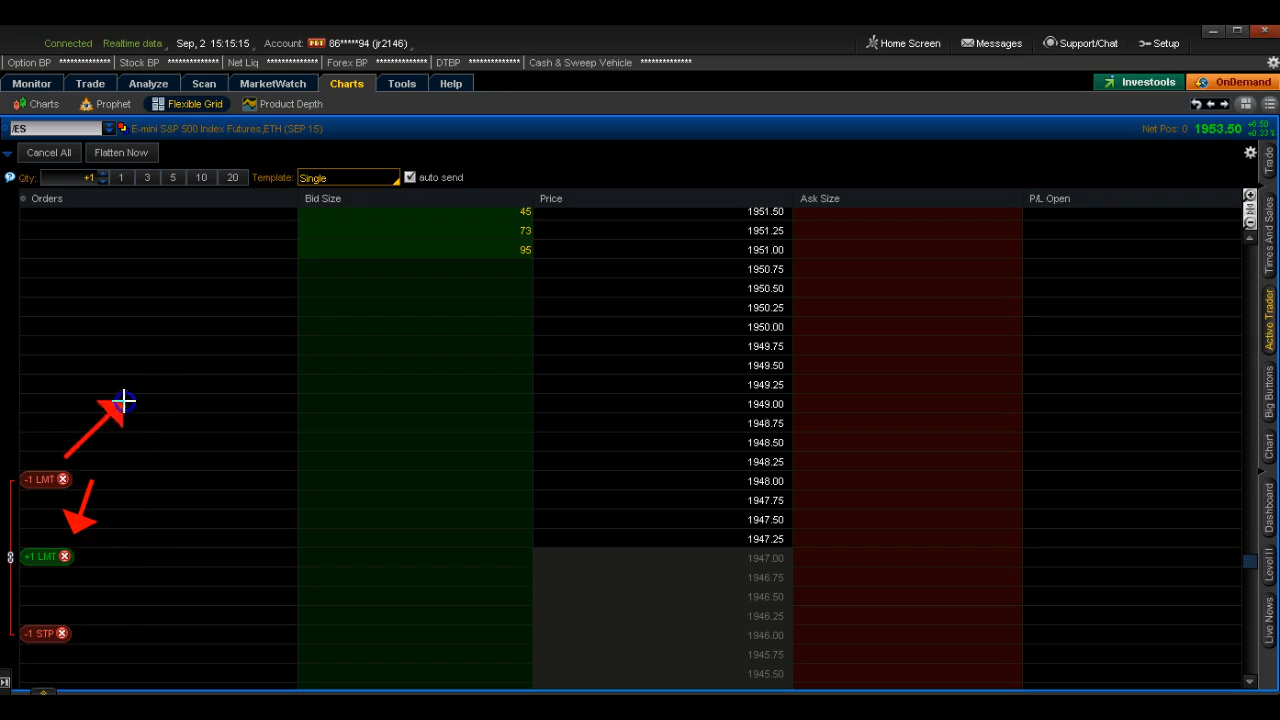 Connected Realtime data Sep, 2 15:15:15 Account: PDT 86*****94 (jr2146) Home Screen Messages Support/Chat Setup
Option BP ************** Stock BP ************** Net Liq ************** Forex BP ************** DTBP ************** Cash & Sweep Vehicle **************
Monitor Trade Analyze Scan MarketWatch Charts Tools Help Investools OnDemand
Charts Prophet Flexible Grid Product Depth
/ES E-mini S&P 500 Index Futures,ETH (SEP 15) Net Pos: 0 1953.50 +6.50 +0.33%
Cancel All Flatten Now
Qty: +1 1 3 5 10 20 Template: Single auto send
Orders Bid Size Price Ask Size P/L Open
45 1951.50
73 1951.25
95 1951.00
1950.75
1950.50
1950.25
1950.00
1949.75
1949.50
1949.25
1949.00
1948.75
1948.50
1948.25
-1 LMT 1948.00
1947.75
1947.50
1947.25
+1 LMT 1947.00
1946.75
1946.50
1946.25
-1 STP 1946.00
1945.75
1945.50
Trade
Times And Sales
Active Trader
Big Buttons
Chart
Dashboard
Level II
Live News